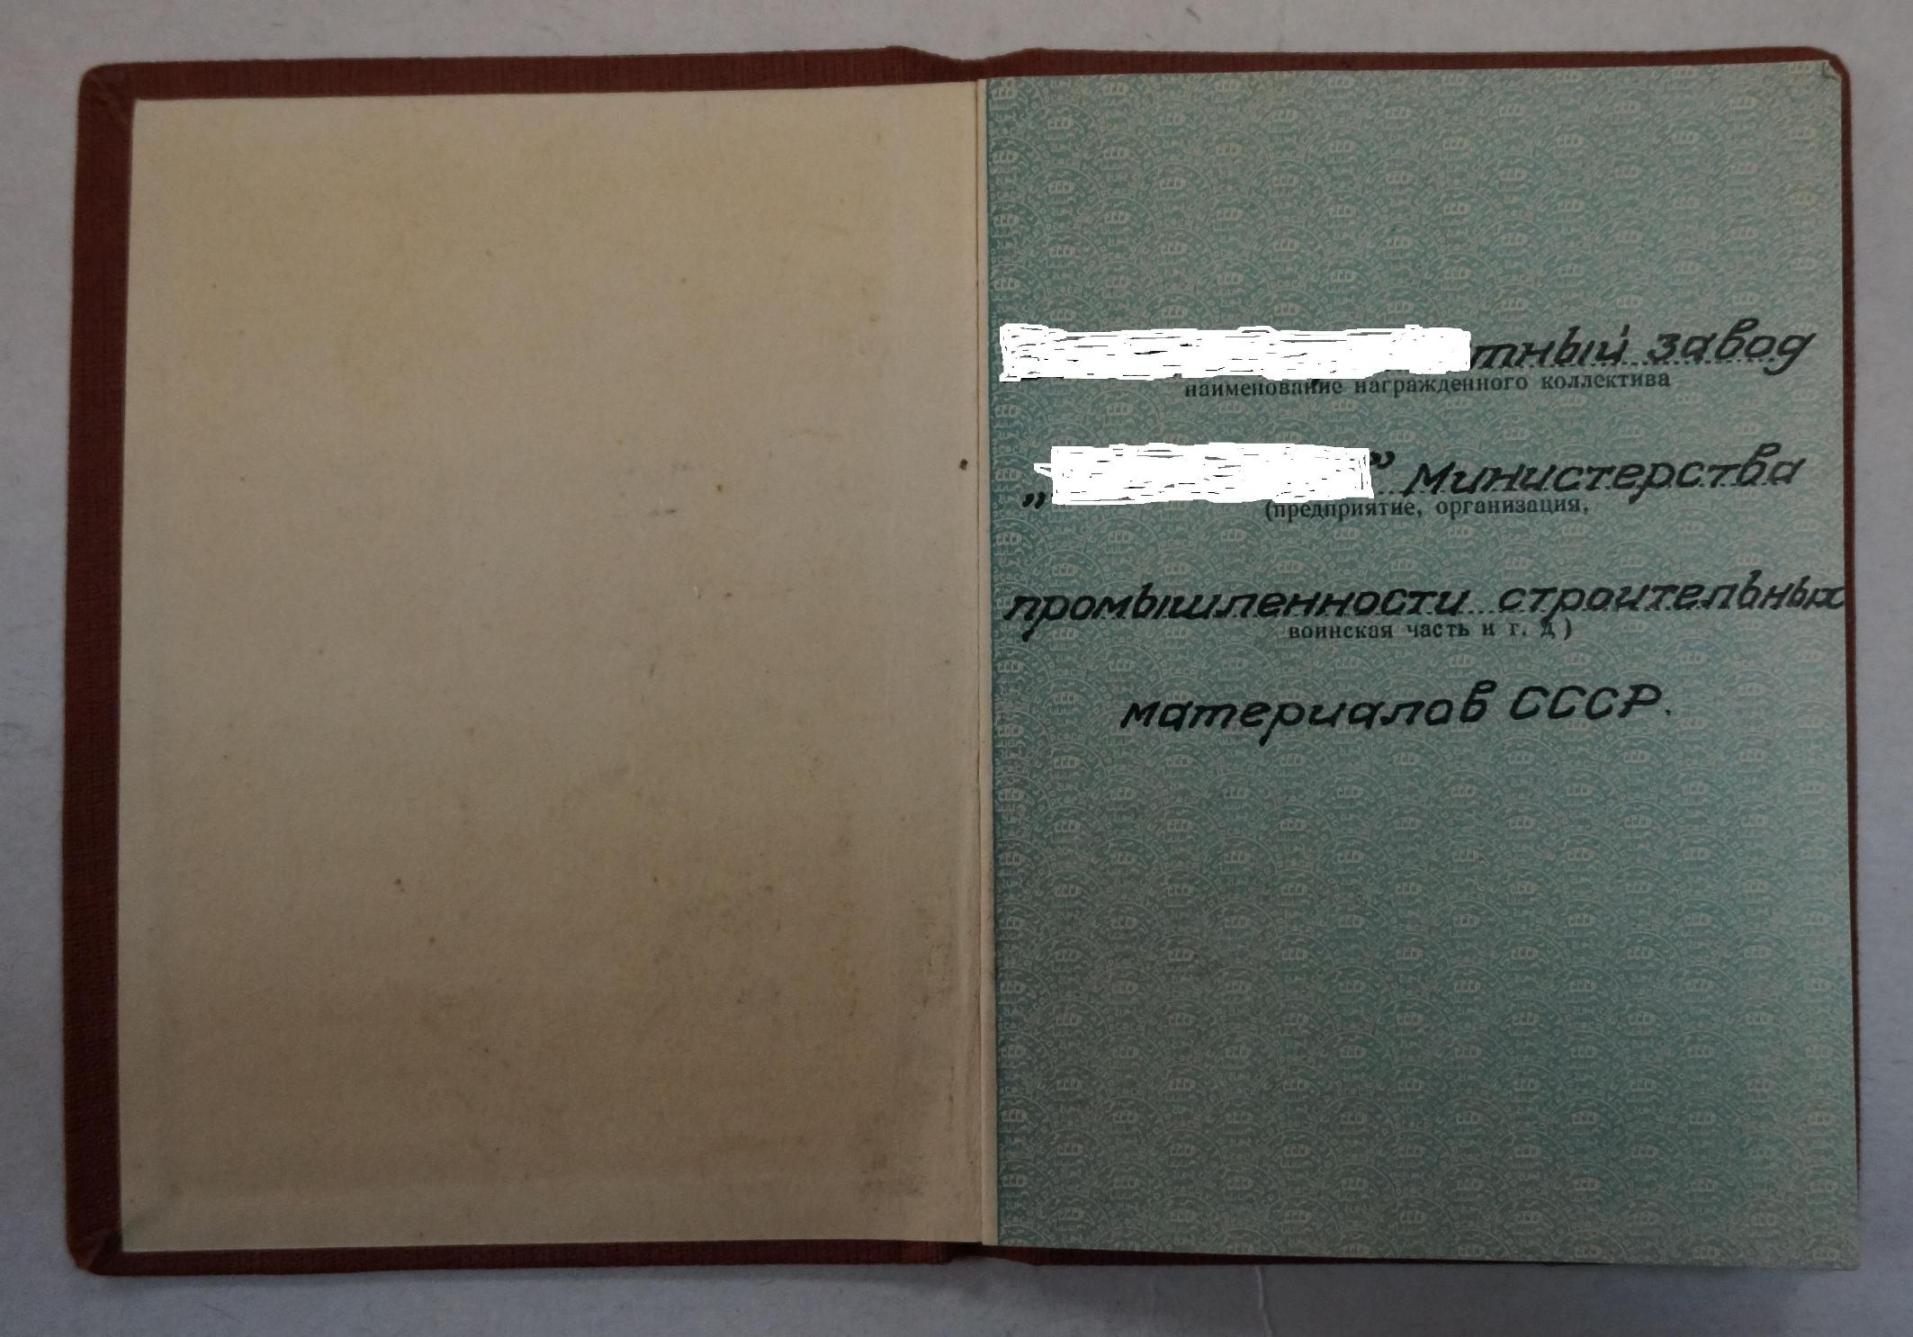 тный завод
наименование награжденного коллектива
„ ” Министерства
(предприятие, организация,
промышленности строительных
воинская часть и т. д )
материалов СССР.